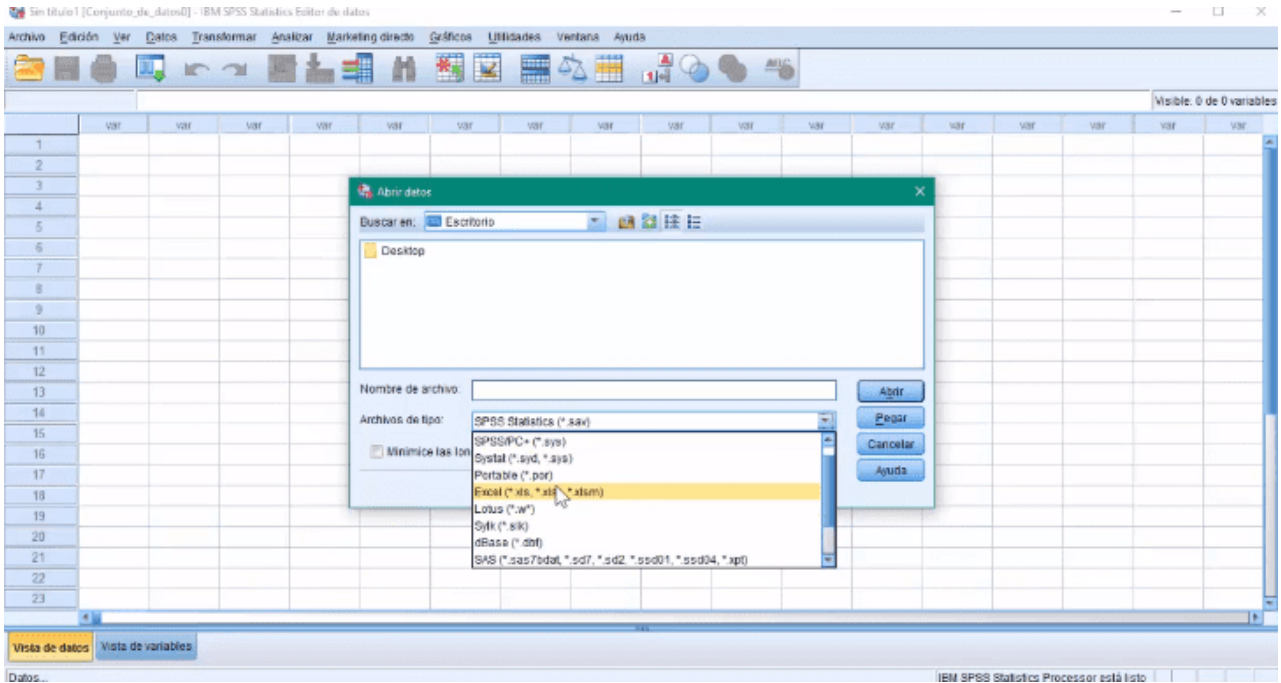 Sin título1 [Conjunto_de_datos0] - IBM SPSS Statistics Editor de datos
Archivo Edición Ver Datos Transformar Analizar Marketing directo Gráficos Utilidades Ventana Ayuda
Visible: 0 de 0 variables
var var var var var var var var var var var var var var var var var
1
2
3
4
5
6
7
8
9
10
11
12
13
14
15
16
17
18
19
20
21
22
23
Abrir datos
Buscar en: Escritorio
Desktop
Nombre de archivo:
Abrir
Archivos de tipo: SPSS Statistics (*.sav)
Pegar
Minimice las lon
Cancelar
Ayuda
SPSS/PC+ (*.sys)
Systat (*.syd, *.sys)
Portable (*.por)
Excel (*.xls, *.xls *.xlsm)
Lotus (*.w*)
Sylk (*.slk)
dBase (*.dbf)
SAS (*.sas7bdat, *.sd7, *.sd2, *.ssd01, *.ssd04, *.xpt)
Vista de datos Vista de variables
Datos... IBM SPSS Statistics Processor está listo